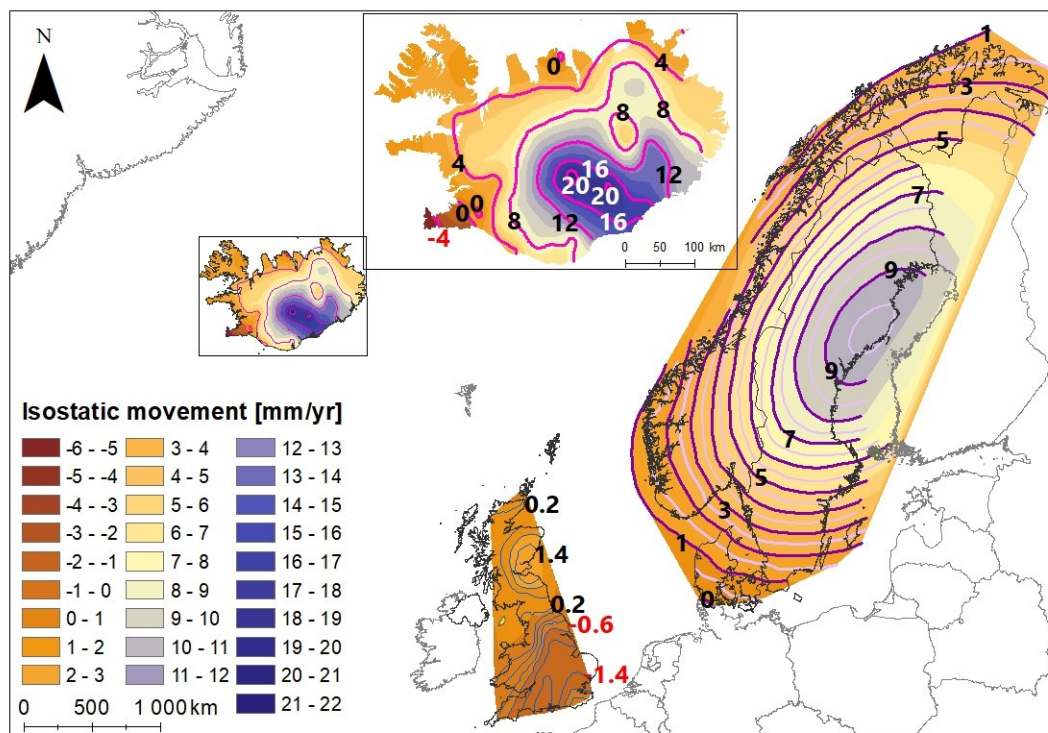 N
0
4
8
8
4
16
12
20
20
0
0
8
12
16
-4
0 50 100 km
1
3
5
7
9
9
7
5
3
1
0
0.2
1.4
0.2
-0.6
-1.4
Isostatic movement [mm/yr]
-6 - -5
-5 - -4
-4 - -3
-3 - -2
-2 - -1
-1 - 0
0 - 1
1 - 2
2 - 3
3 - 4
4 - 5
5 - 6
6 - 7
7 - 8
8 - 9
9 - 10
10 - 11
11 - 12
12 - 13
13 - 14
14 - 15
15 - 16
16 - 17
17 - 18
18 - 19
19 - 20
20 - 21
21 - 22
0 500 1 000 km